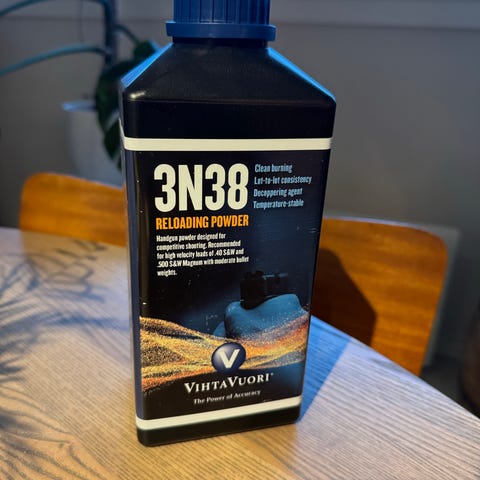 3N38
Clean burning
Lot-to-lot consistency
Decoppering agent
Temperature-stable
RELOADING POWDER
Handgun powder designed for
competitive shooting. Recommended
for high velocity loads of .40 S&W and
.500 S&W Magnum with moderate bullet
weights.
V
VIHTAVUORI®
The Power of Accuracy